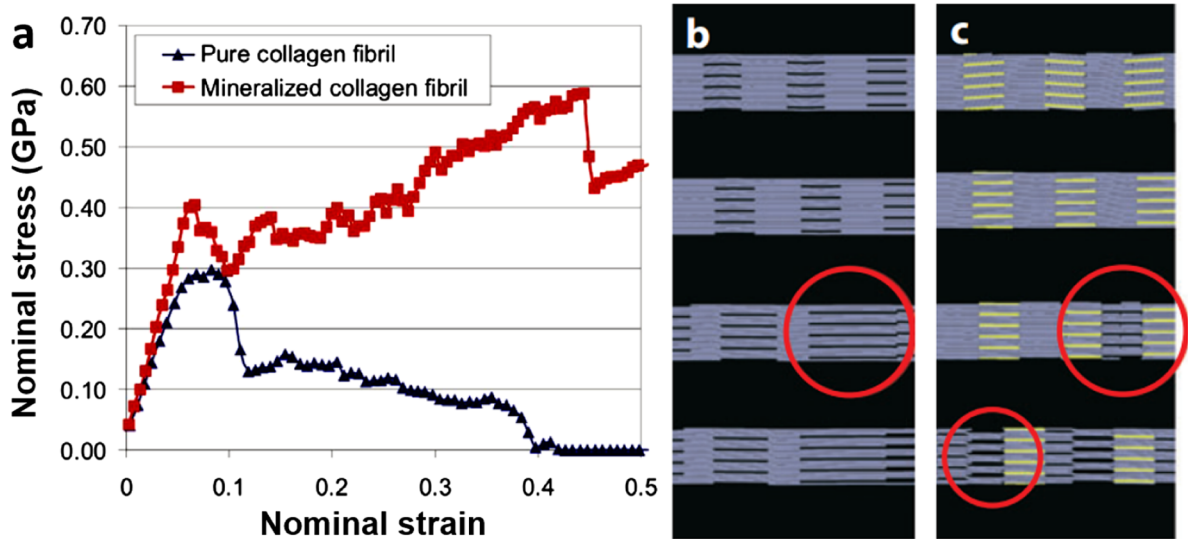 a
Nominal stress (GPa)
0.70
0.60
0.50
0.40
0.30
0.20
0.10
0.00
Pure collagen fibril
Mineralized collagen fibril
0
0.1
0.2
0.3
0.4
0.5
Nominal strain
b
c